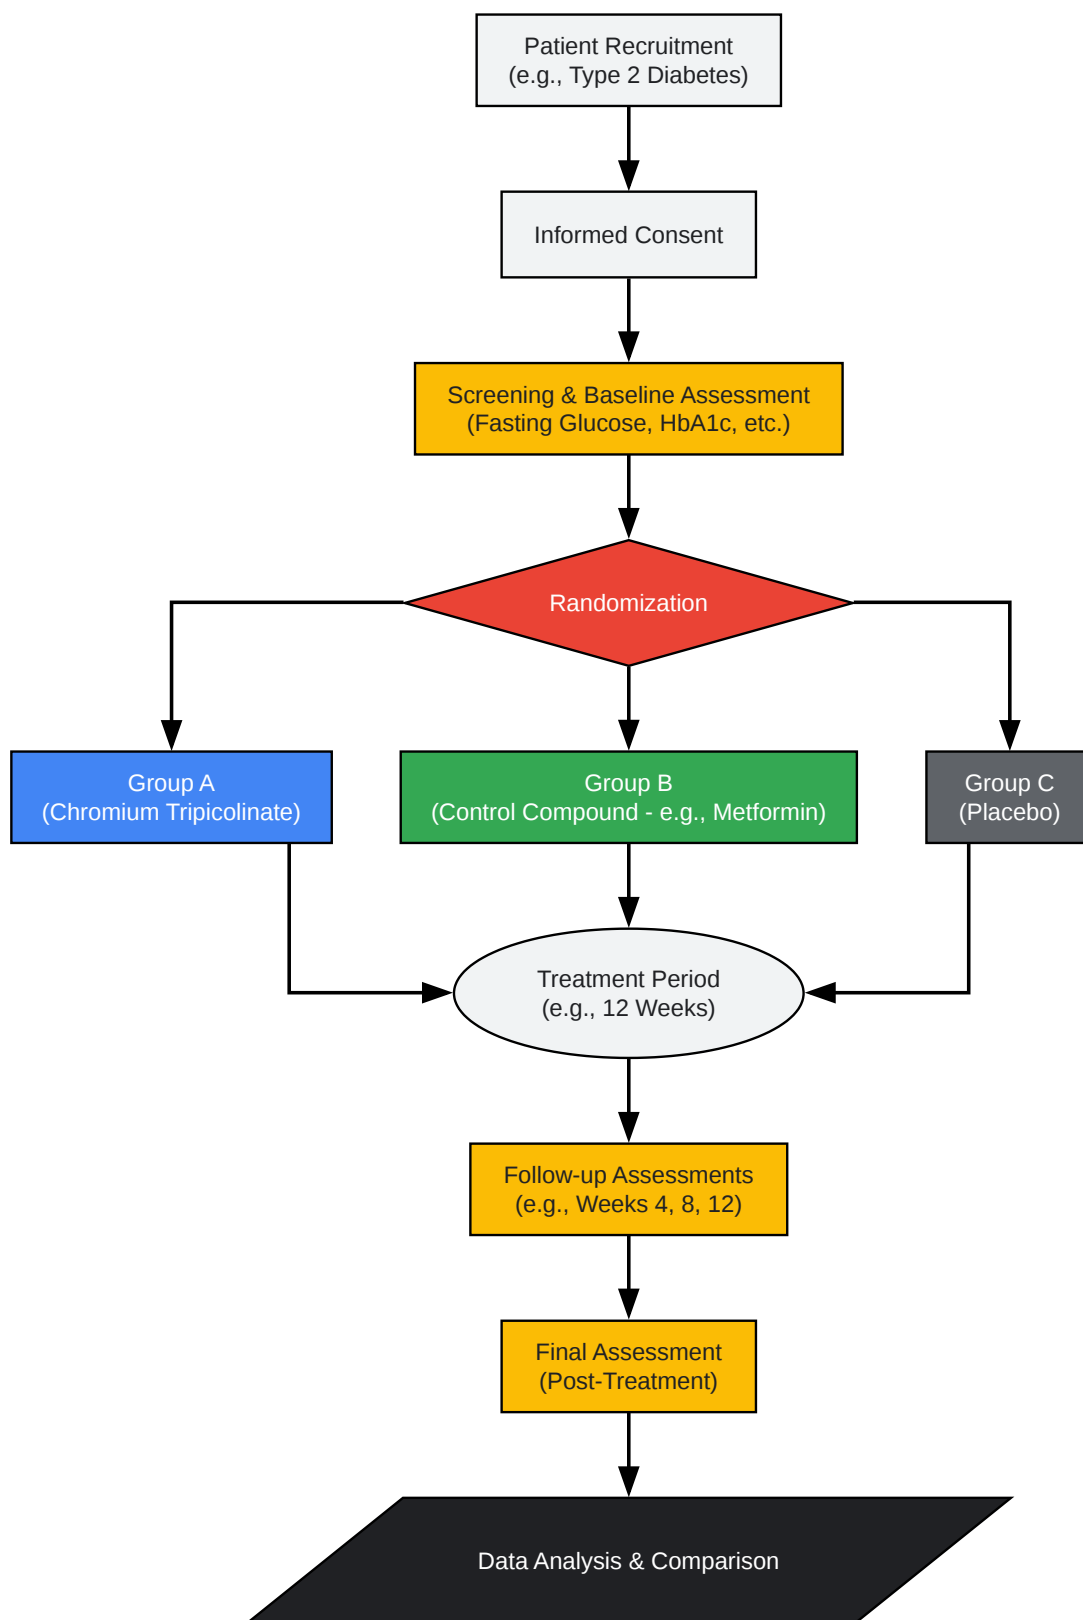 Patient Recruitment
(e.g., Type 2 Diabetes)
Informed Consent
Screening & Baseline Assessment
(Fasting Glucose, HbA1c, etc.)
Randomization
Group A
(Chromium Tripicolinate)
Group B
(Control Compound - e.g., Metformin)
Group C
(Placebo)
Treatment Period
(e.g., 12 Weeks)
Follow-up Assessments
(e.g., Weeks 4, 8, 12)
Final Assessment
(Post-Treatment)
Data Analysis & Comparison